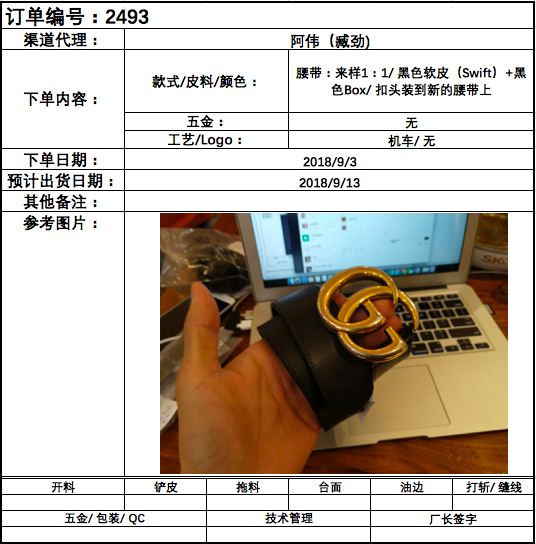 订单编号：2493
渠道代理：
阿伟（臧劲)
下单内容：
款式/皮料/颜色：
腰带：来样1：1/ 黑色软皮（Swift）+黑
色Box/ 扣头装到新的腰带上
五金：
无
工艺/Logo：
机车/ 无
下单日期：
2018/9/3
预计出货日期：
2018/9/13
其他备注：
参考图片：
开料
铲皮
拖料
台面
油边
打斩/ 缝线
五金/ 包装/ QC
技术管理
厂长签字